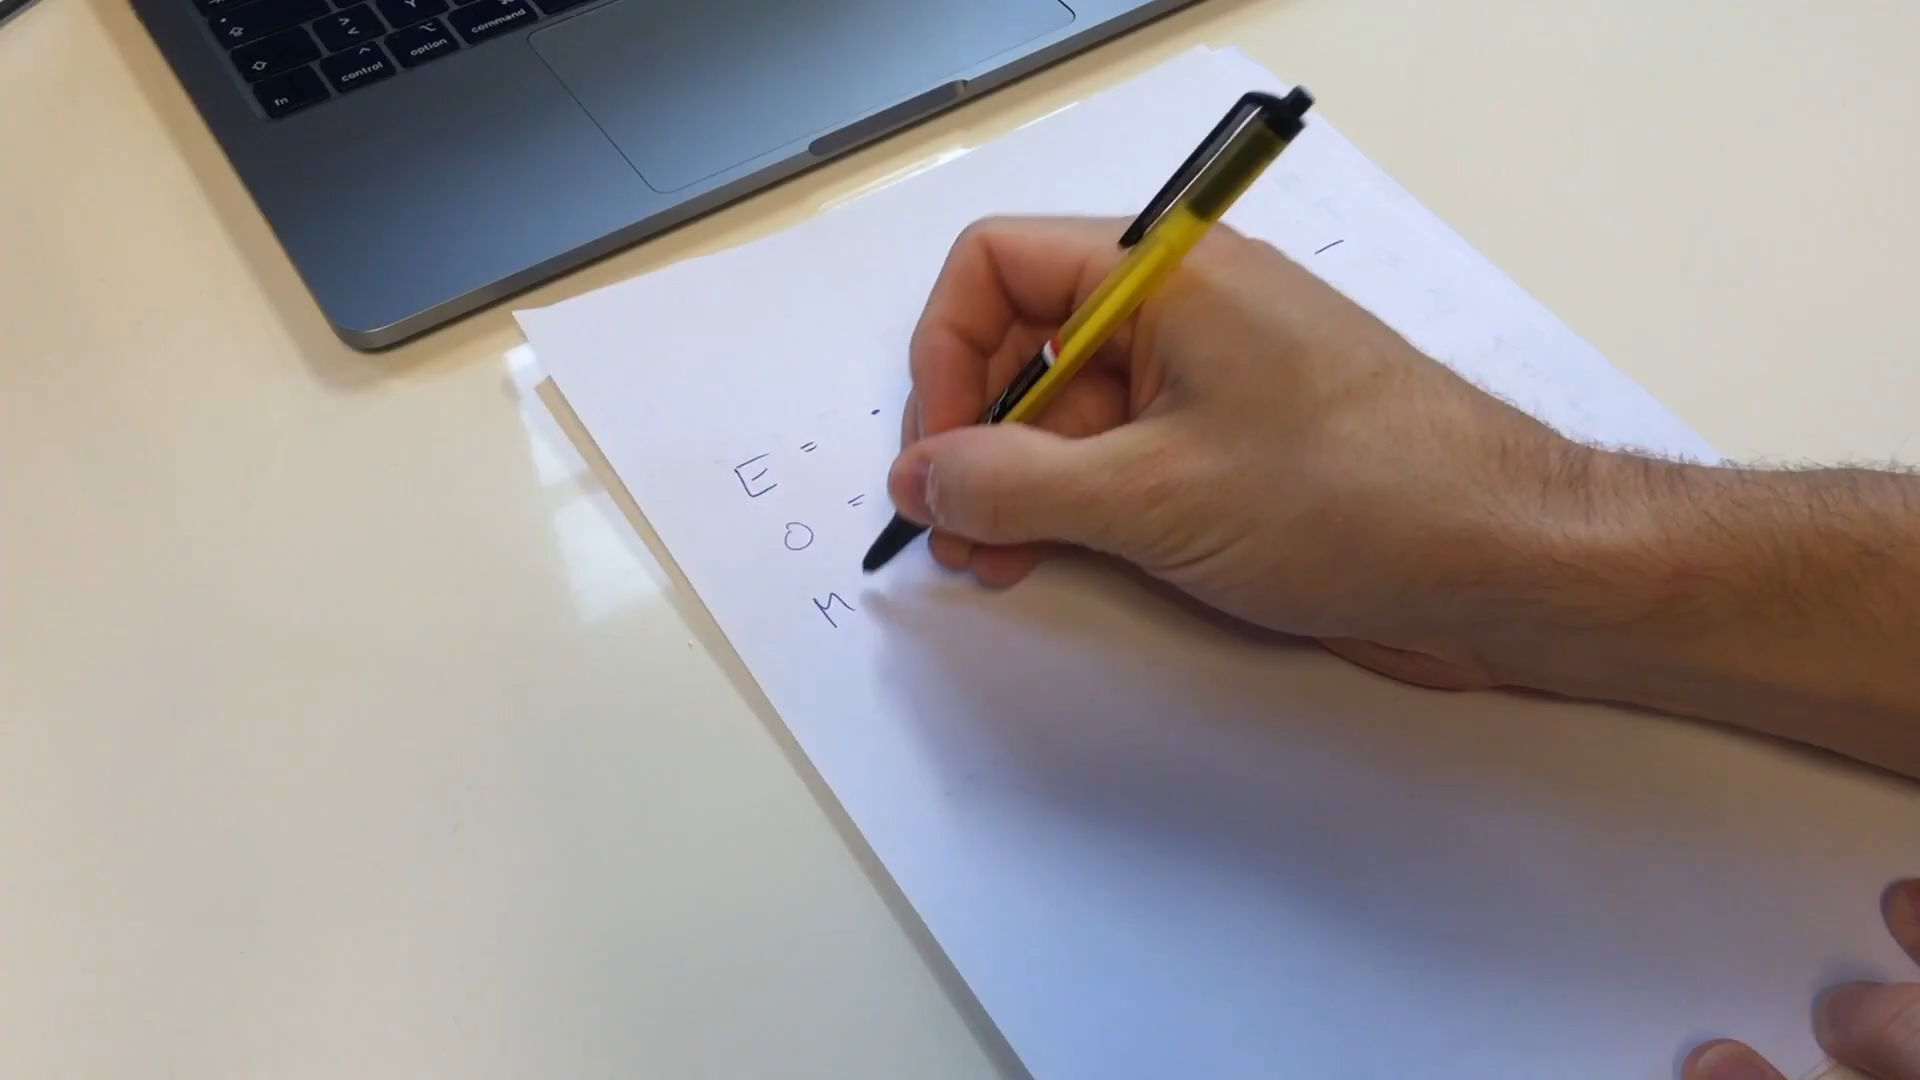 command
option
control
fn
E = .
O =
M